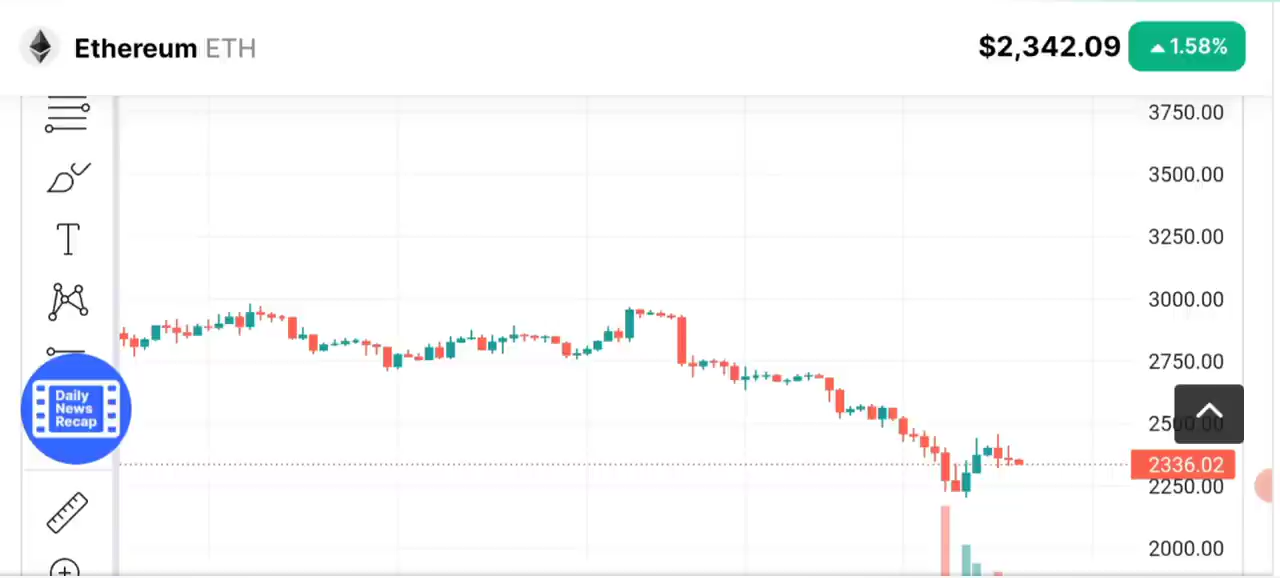 Ethereum ETH
$2,342.09
1.58%
3750.00
3500.00
3250.00
3000.00
2750.00
2336.02
2250.00
2000.00
T
Daily
News
Recap